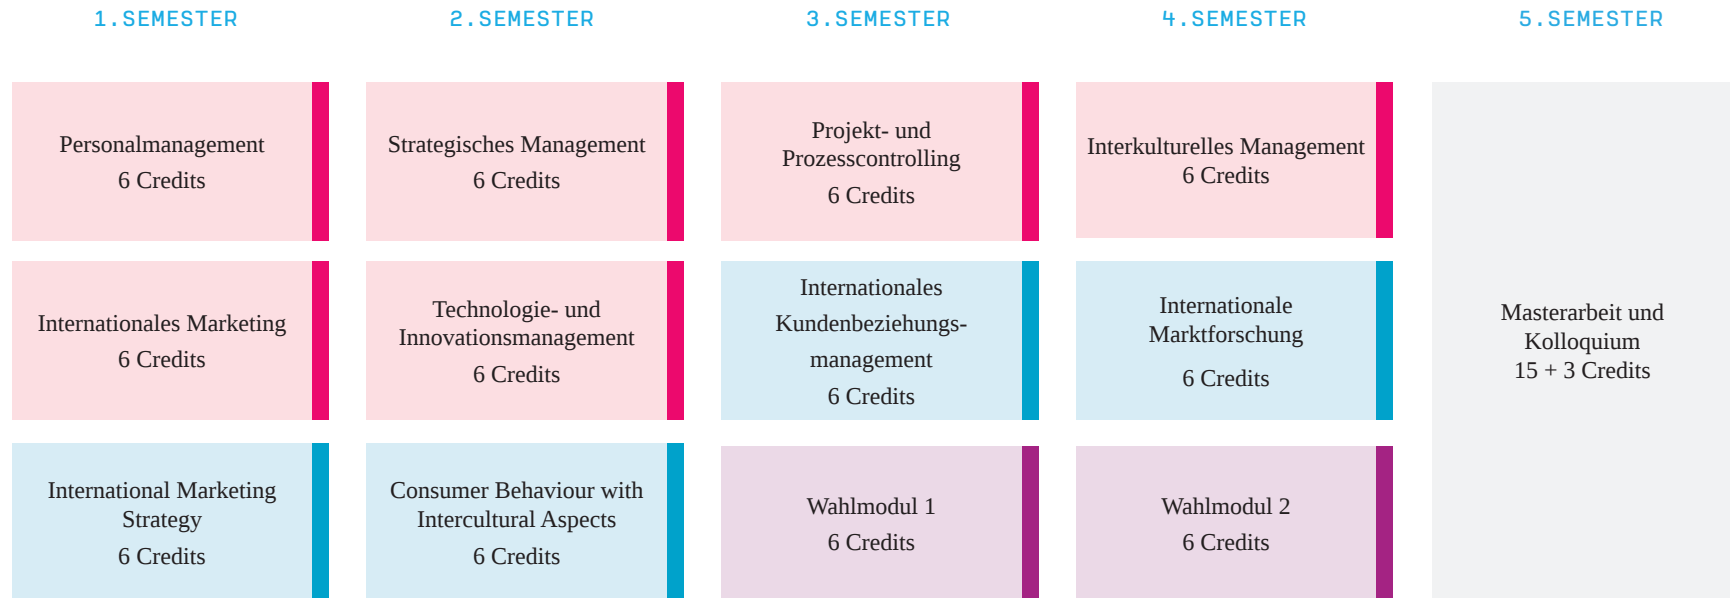 1.SEMESTER
2.SEMESTER
3.SEMESTER
4.SEMESTER
5.SEMESTER
Personalmanagement
6 Credits
Strategisches Management
6 Credits
Projekt- und
Prozesscontrolling
6 Credits
Interkulturelles Management
6 Credits
Internationales Marketing
6 Credits
Technologie- und
Innovationsmanagement
6 Credits
Internationales
Kundenbeziehungs-
management
6 Credits
Internationale
Marktforschung
6 Credits
Masterarbeit und
Kolloquium
15 + 3 Credits
International Marketing
Strategy
6 Credits
Consumer Behaviour with
Intercultural Aspects
6 Credits
Wahlmodul 1
6 Credits
Wahlmodul 2
6 Credits